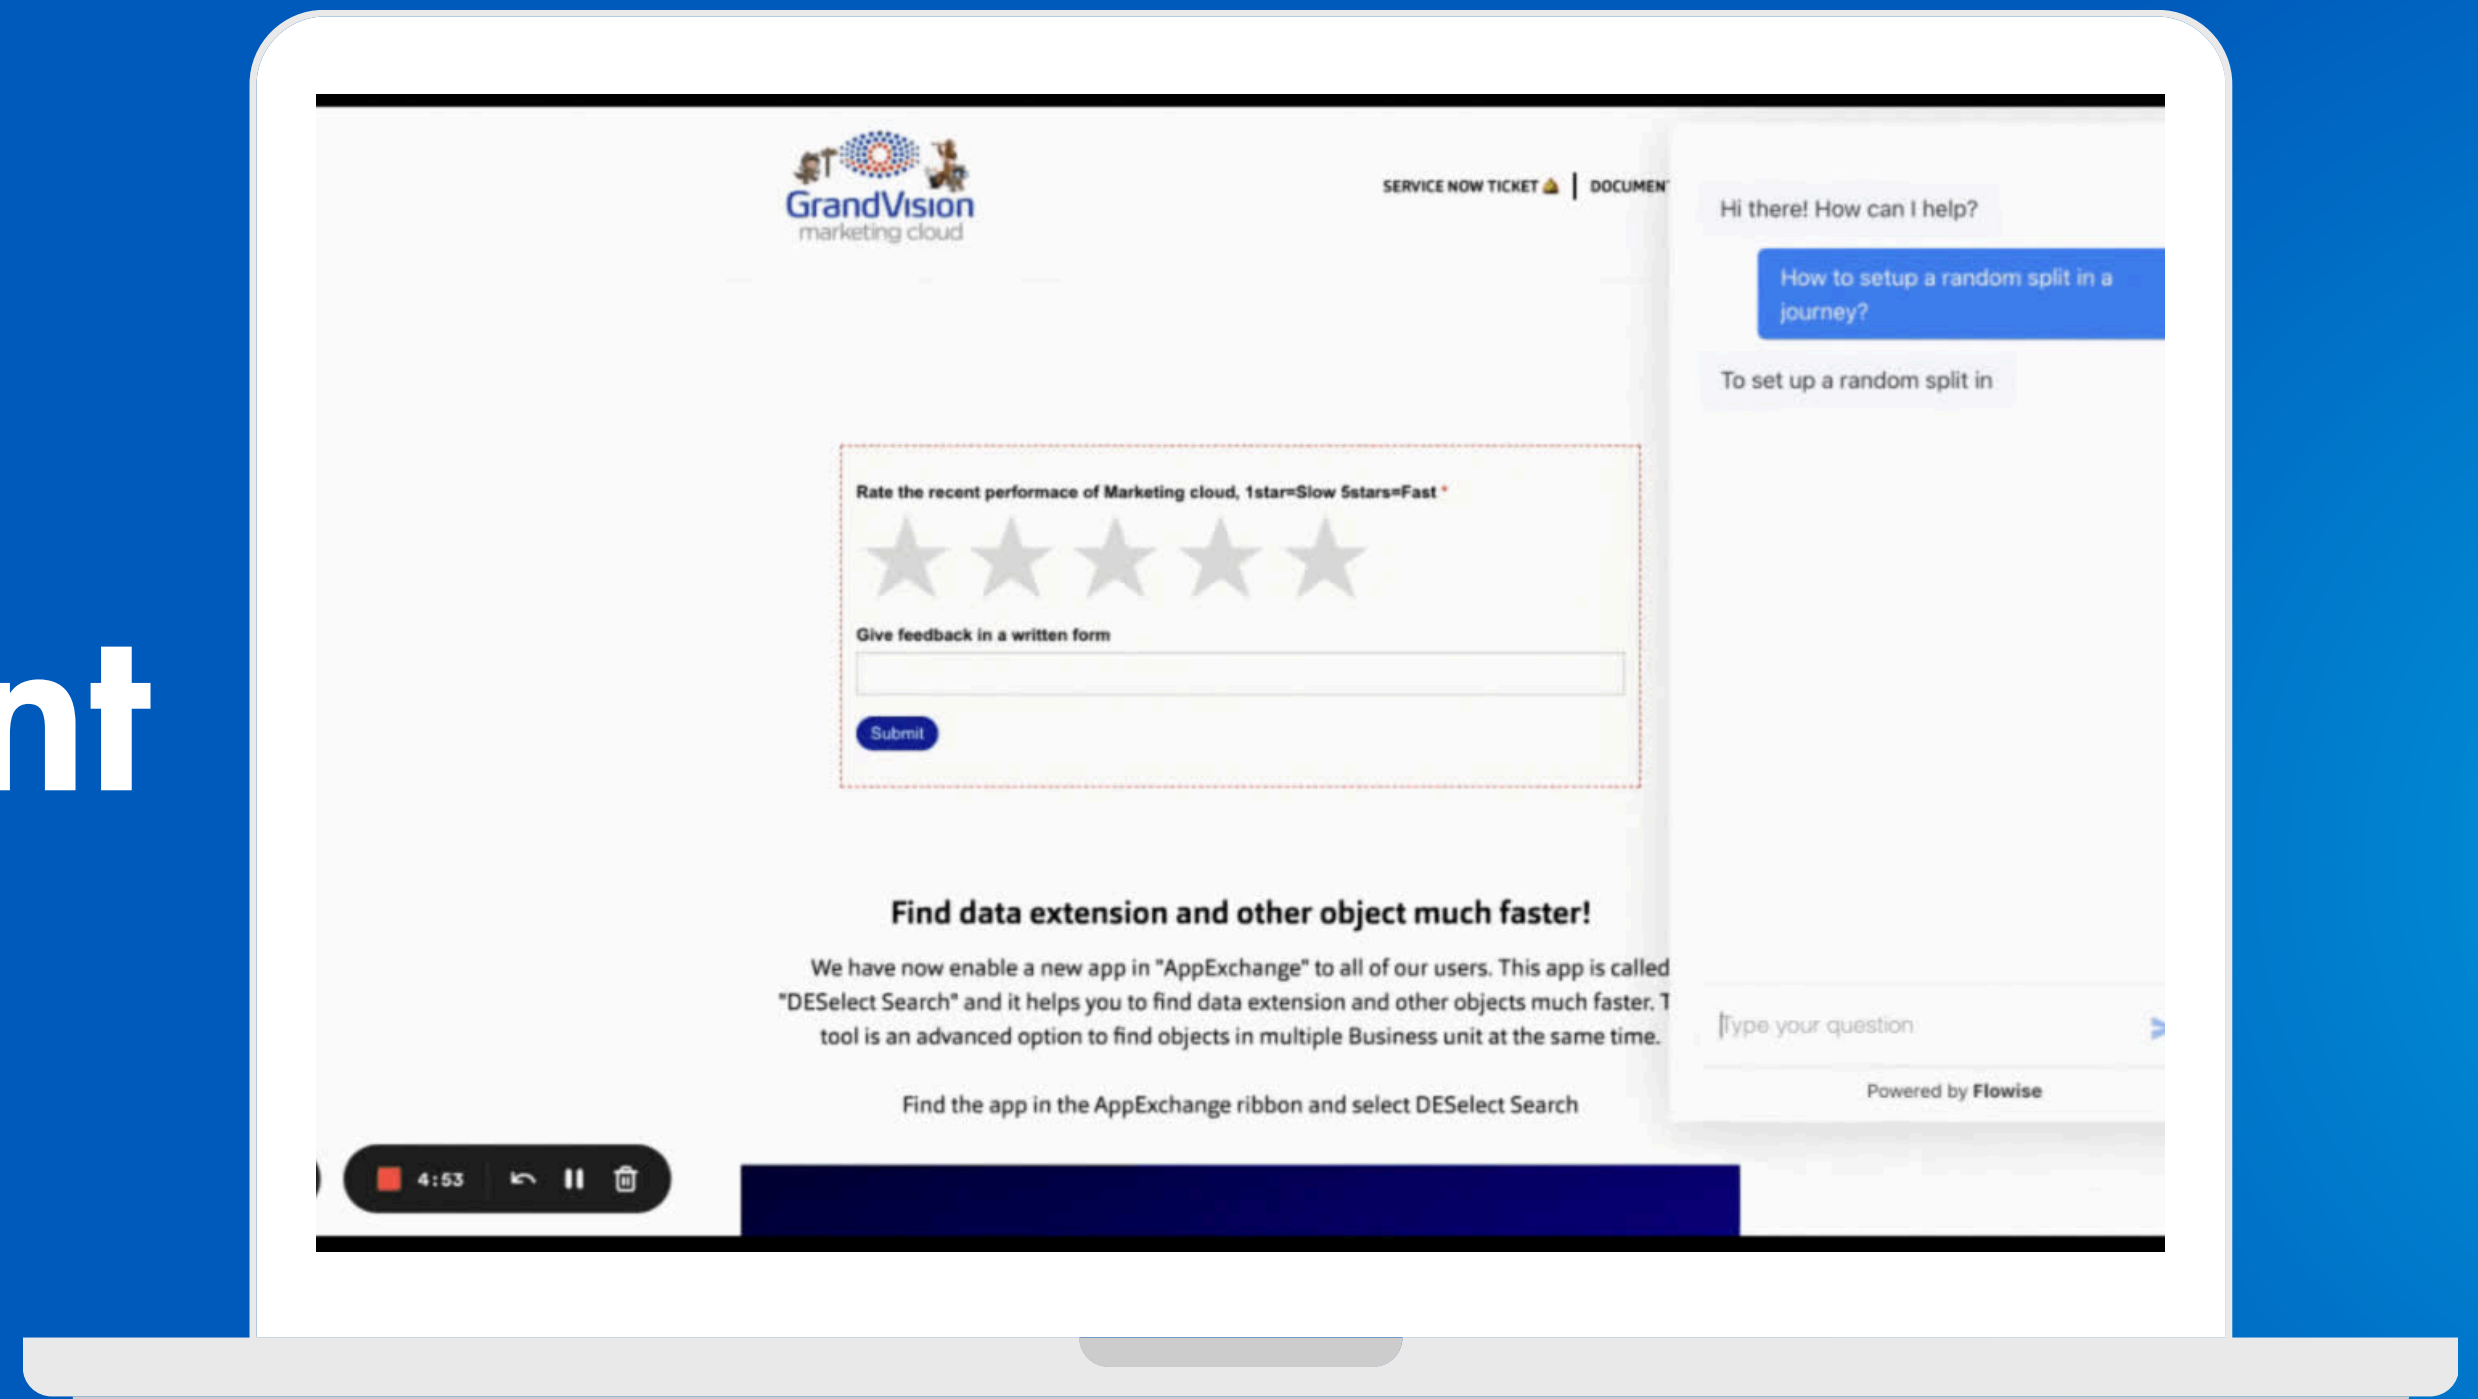 nt
GrandVision
marketing cloud
SERVICE NOW TICKET
DOCUMENT
Rate the recent performace of Marketing cloud, 1star=Slow 5stars=Fast *
Give feedback in a written form
Submit
Find data extension and other object much faster!
We have now enable a new app in "AppExchange" to all of our users. This app is called
"DESelect Search" and it helps you to find data extension and other objects much faster. T
tool is an advanced option to find objects in multiple Business unit at the same time.
Find the app in the AppExchange ribbon and select DESelect Search
4:53
Hi there! How can I help?
How to setup a random split in a
journey?
To set up a random split in
Type your question
Powered by Flowise